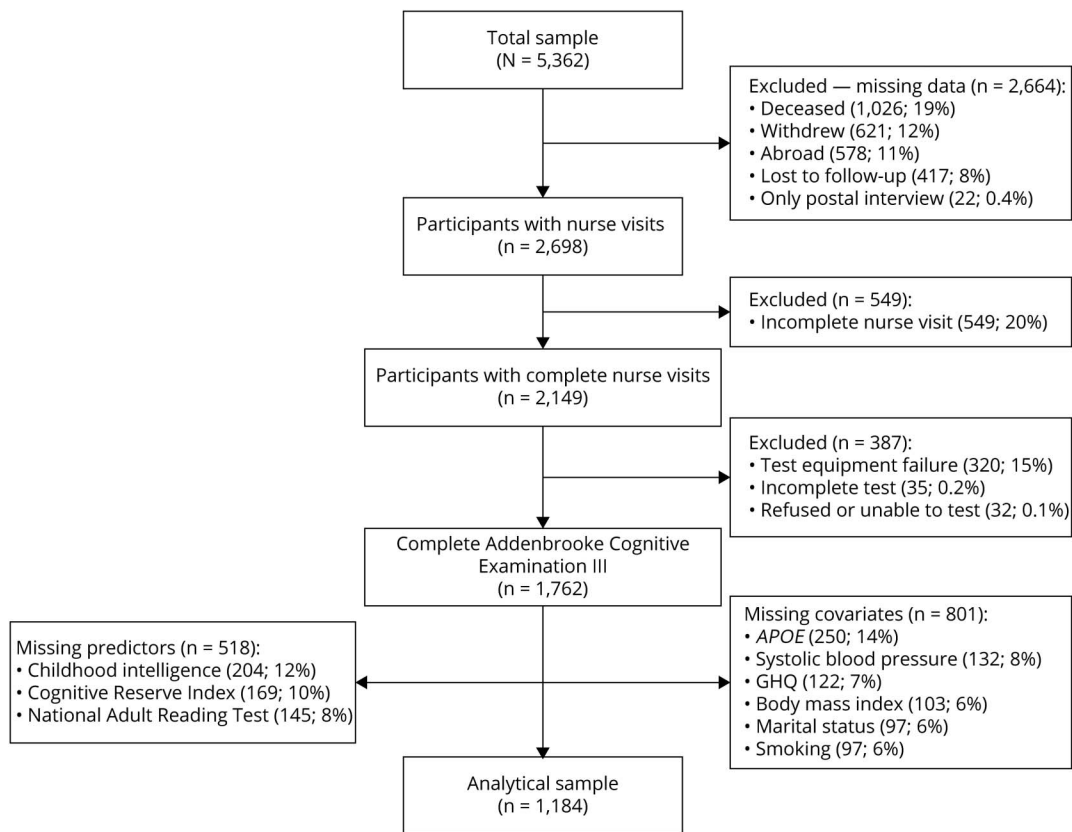 Total sample
(N = 5,362)
Excluded — missing data (n = 2,664):
• Deceased (1,026; 19%)
• Withdrew (621; 12%)
• Abroad (578; 11%)
• Lost to follow-up (417; 8%)
• Only postal interview (22; 0.4%)
Participants with nurse visits
(n = 2,698)
Excluded (n = 549):
• Incomplete nurse visit (549; 20%)
Participants with complete nurse visits
(n = 2,149)
Excluded (n = 387):
• Test equipment failure (320; 15%)
• Incomplete test (35; 0.2%)
• Refused or unable to test (32; 0.1%)
Complete Addenbrooke Cognitive
Examination III
(n = 1,762)
Missing predictors (n = 518):
• Childhood intelligence (204; 12%)
• Cognitive Reserve Index (169; 10%)
• National Adult Reading Test (145; 8%)
Missing covariates (n = 801):
• APOE (250; 14%)
• Systolic blood pressure (132; 8%)
• GHQ (122; 7%)
• Body mass index (103; 6%)
• Marital status (97; 6%)
• Smoking (97; 6%)
Analytical sample
(n = 1,184)